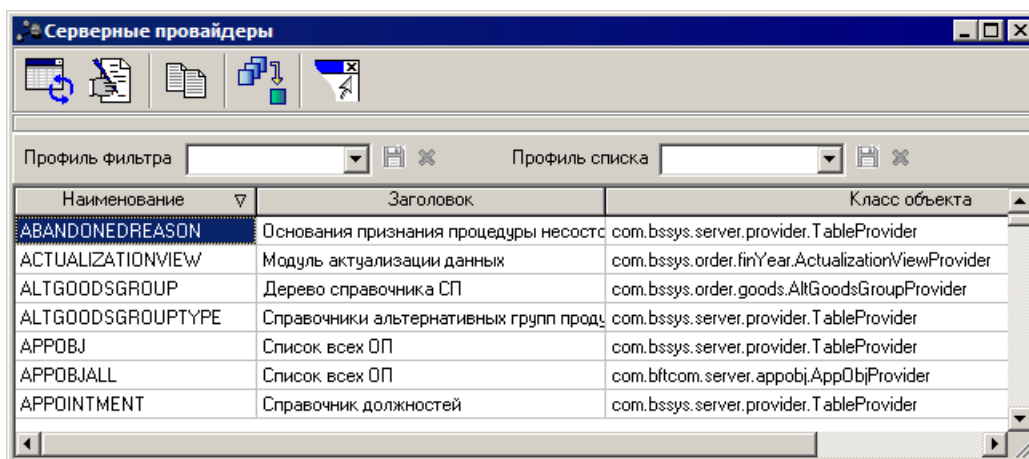 Серверные провайдеры
Профиль фильтра Профиль списка
Наименование Заголовок Класс объекта
ABANDONEDREASON Основания признания процедуры несосто com.bssys.server.provider.TableProvider
ACTUALIZATIONVIEW Модуль актуализации данных com.bssys.order.finYear.ActualizationViewProvider
ALTGOODSGROUP Дерево справочника СП com.bssys.order.goods.AltGoodsGroupProvider
ALTGOODSGROUPTYPE Справочники альтернативных групп проду com.bssys.server.provider.TableProvider
APPOBJ Список всех ОП com.bssys.server.provider.TableProvider
APPOBJALL Список всех ОП com.bftcom.server.appobj.AppObjProvider
APPOINTMENT Справочник должностей com.bssys.server.provider.TableProvider